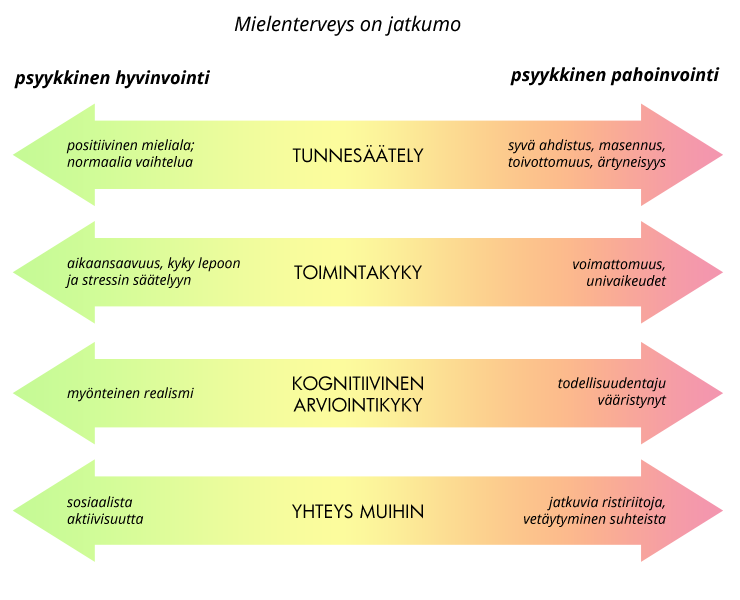 Mielenterveys on jatkumo
psyykkinen hyvinvointi
psyykkinen pahoinvointi
positiivinen mieliala;
normaalia vaihtelua
TUNNESÄÄTELY
syvä ahdistus, masennus,
toivottomuus, ärtyneisyys
aikaansaavuus, kyky lepoon
ja stressin säätelyyn
TOIMINTAKYKY
voimattomuus,
univaikeudet
myönteinen realismi
KOGNITIIVINEN
ARVIOINTIKYKY
todellisuudentaju
vääristynyt
sosiaalista
aktiivisuutta
YHTEYS MUIHIN
jatkuvia ristiriitoja,
vetäytyminen suhteista